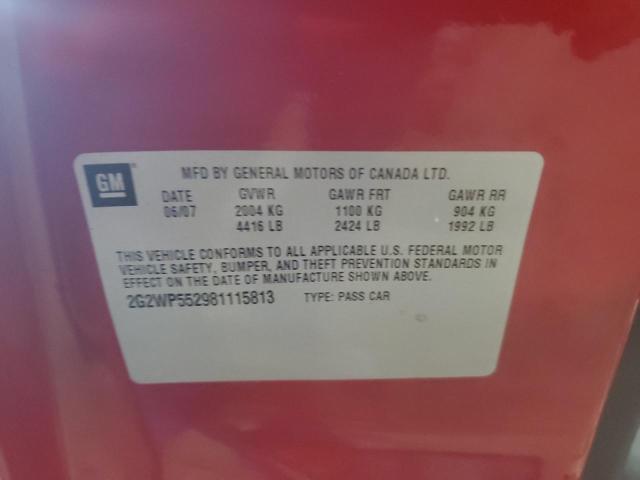 GM
MFD BY GENERAL MOTORS OF CANADA LTD.
DATE GVWR GAWR FRT GAWR RR
06/07 2004 KG 1100 KG 904 KG
4416 LB 2424 LB 1992 LB
THIS VEHICLE CONFORMS TO ALL APPLICABLE U.S. FEDERAL MOTOR
VEHICLE SAFETY, BUMPER, AND THEFT PREVENTION STANDARDS IN
EFFECT ON THE DATE OF MANUFACTURE SHOWN ABOVE.
2G2WP552981115813 TYPE: PASS CAR